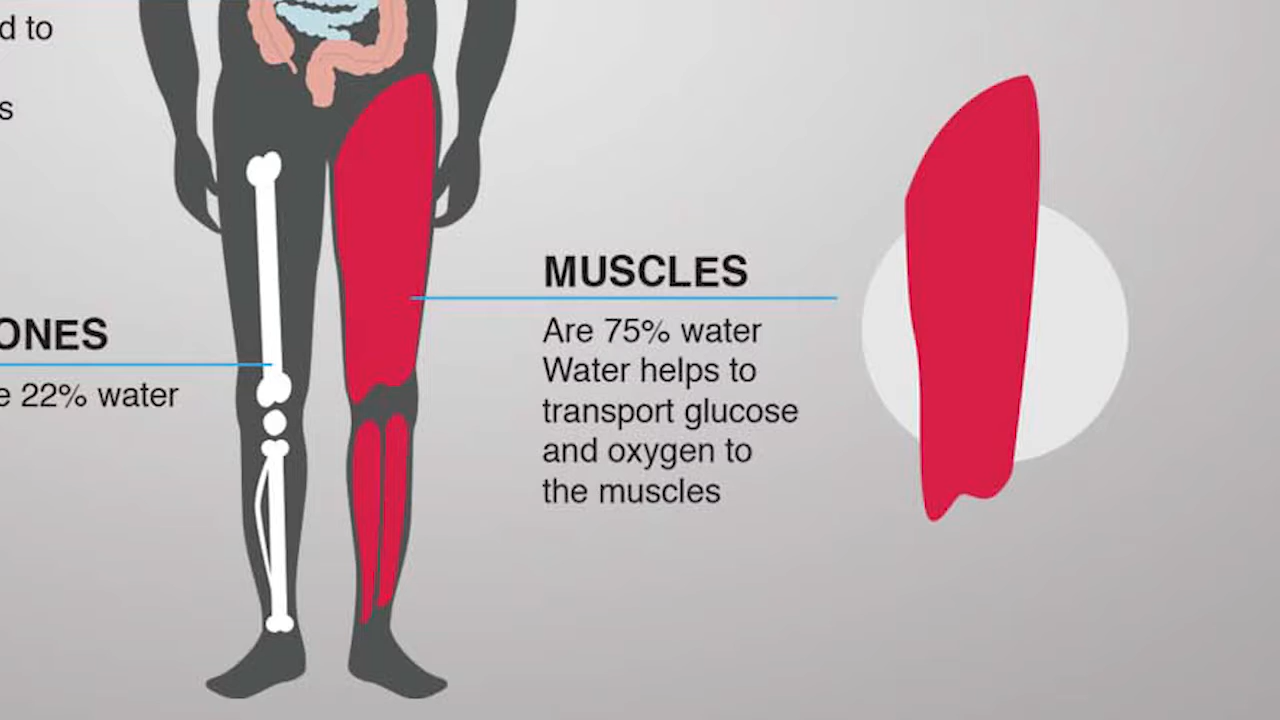 d to
s
ONES
e 22% water
MUSCLES
Are 75% water
Water helps to
transport glucose
and oxygen to
the muscles